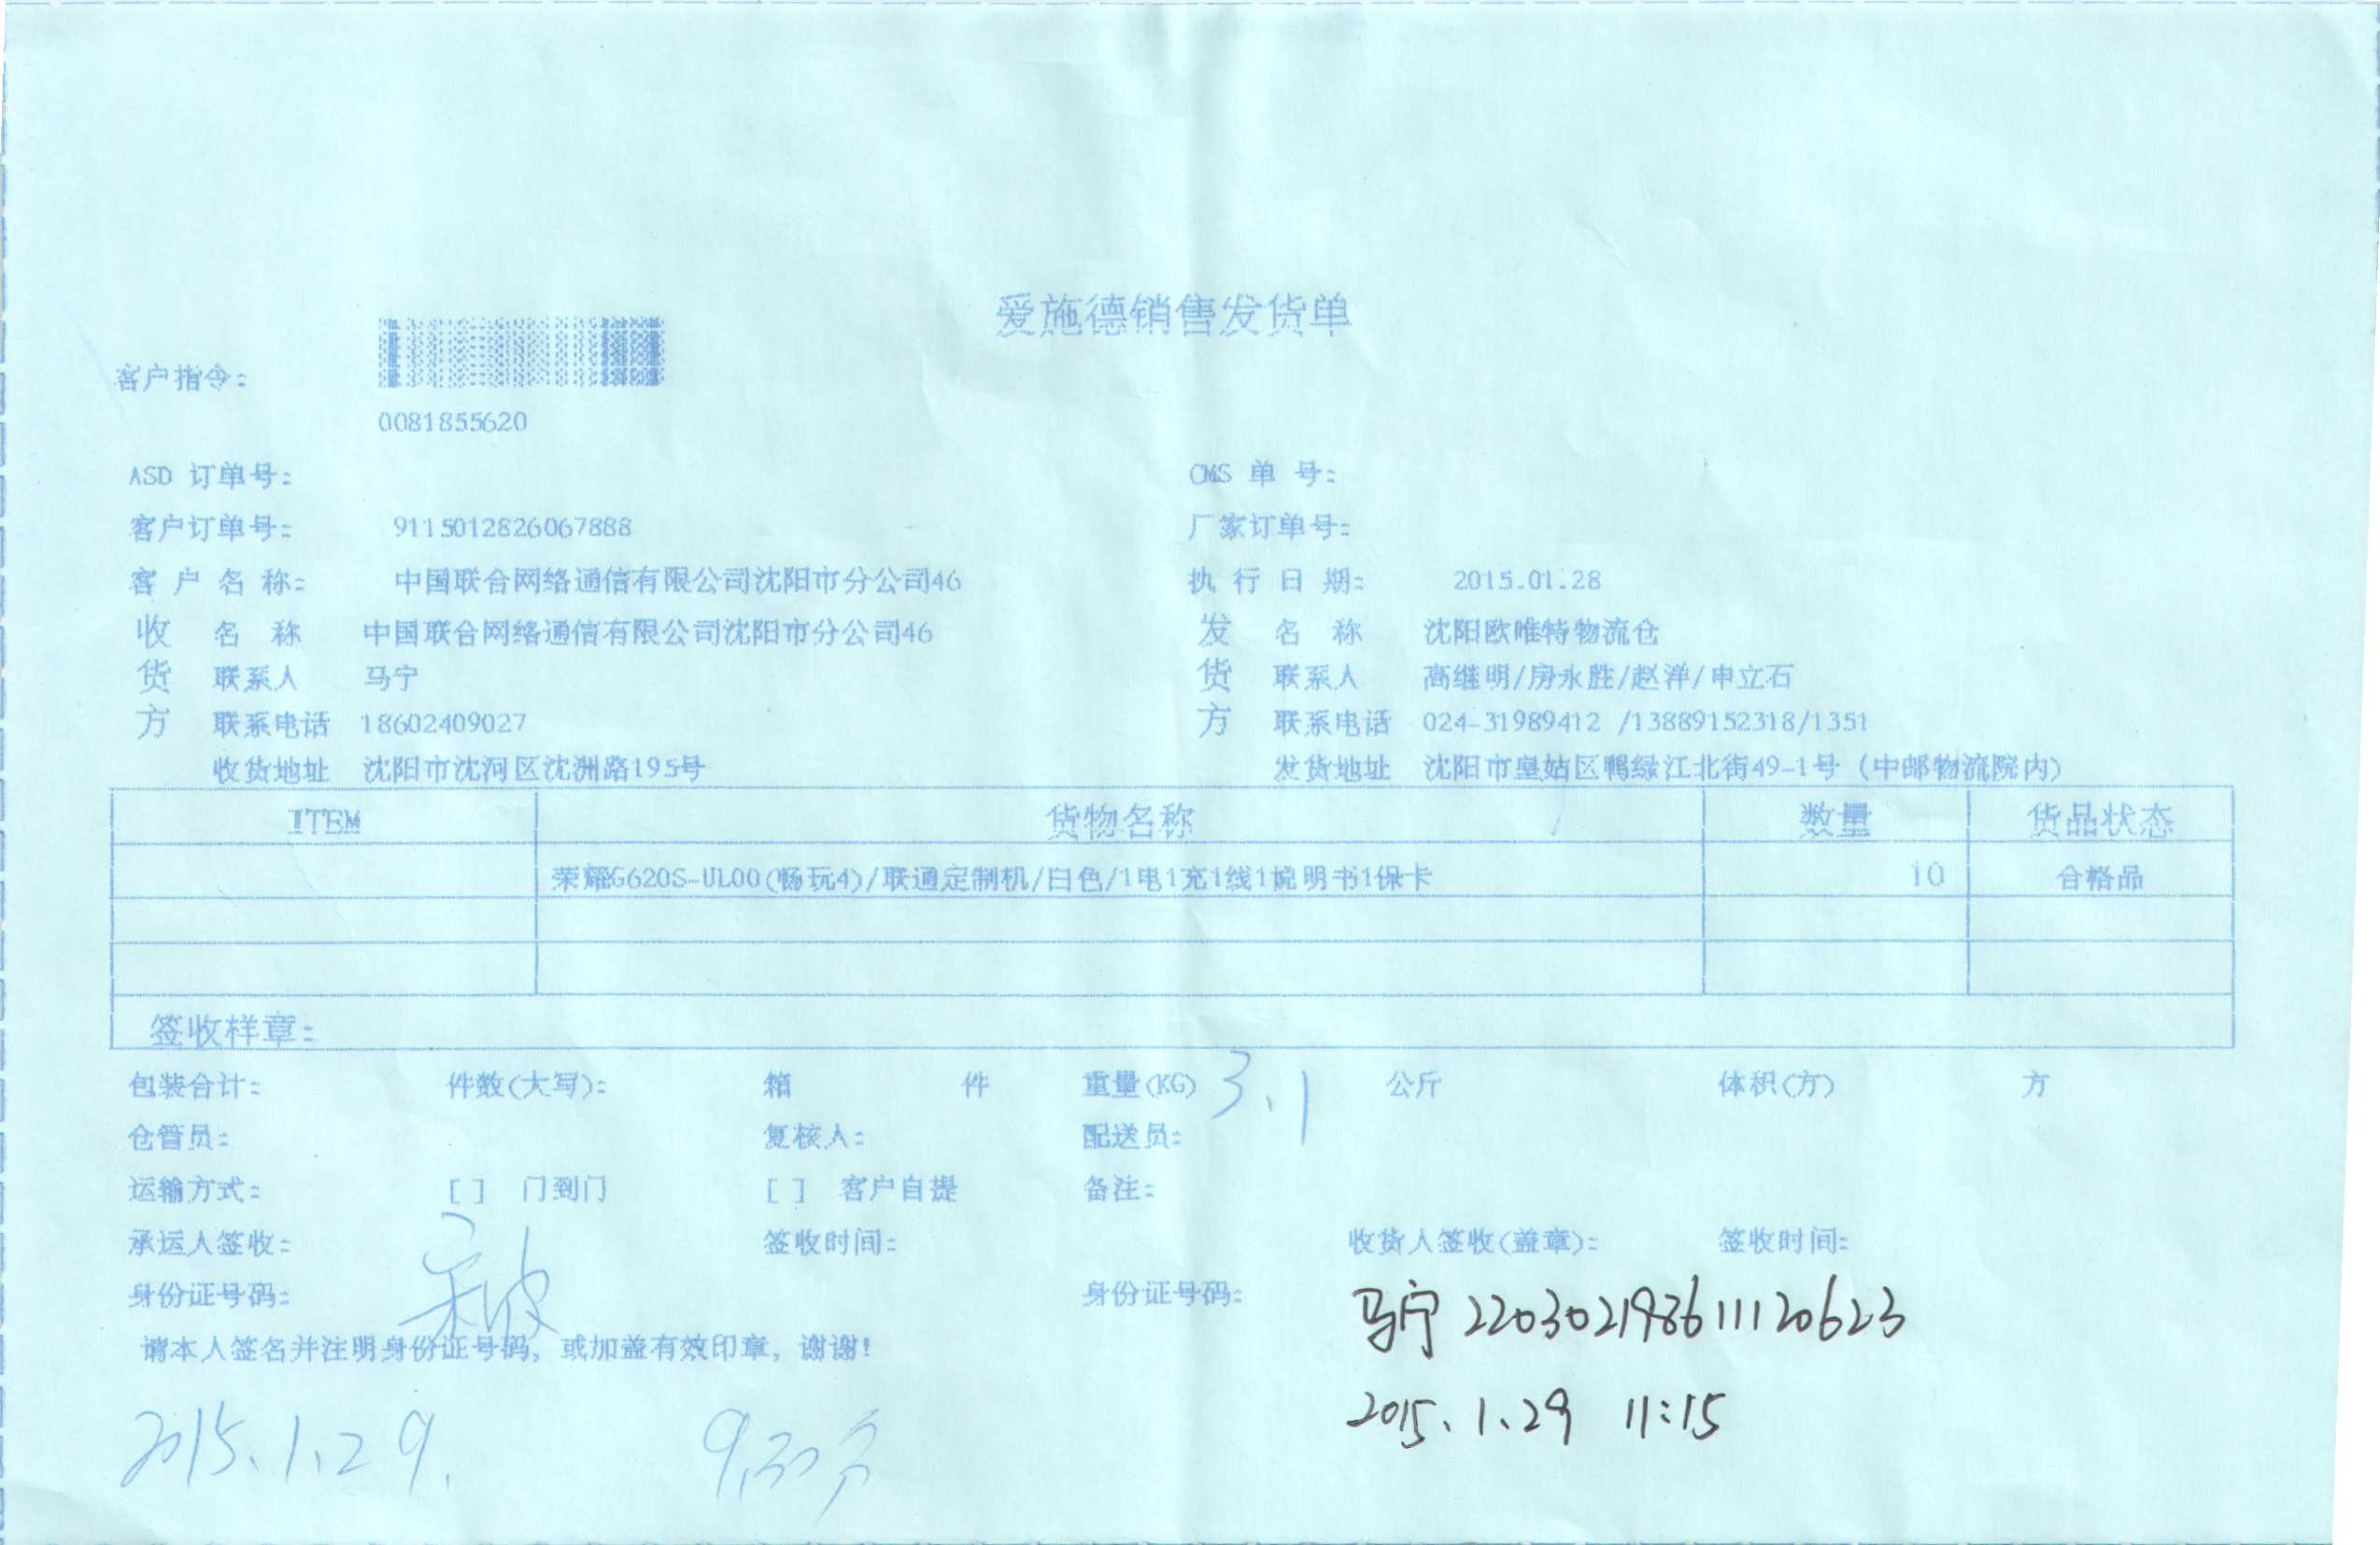 爱施德销售发货单
客户指令:
0081855620
ASD 订单号: CMS 单 号:
客户订单号: 9115012826067888 厂家订单号:
客 户 名 称: 中国联合网络通信有限公司沈阳市分公司46 执 行 日 期: 2015.01.28
收 名 称 中国联合网络通信有限公司沈阳市分公司46 发 名 称 沈阳欧唯特物流仓
货 联系人 马宁 货 联系人 高继明/房永胜/赵洋/申立石
方 联系电话 18602409027 方 联系电话 024-31989412 /13889152318/1351
收货地址 沈阳市沈河区沈洲路195号 发货地址 沈阳市皇姑区鸭绿江北街49-1号 (中邮物流院内)
ITEM 货物名称 数量 货品状态
荣耀G620S-UL00(畅玩4)/联通定制机/白色/1电1充1线1说明书1保卡 10 合格品
签收样章:
包装合计: 件数(大写): 箱 件 重量(KG) 3.1 公斤 体积(方) 方
仓管员: 复核人: 配送员:
运输方式: [ ] 门到门 [ ] 客户自提 备注:
承运人签收: 签收时间: 收货人签收(盖章): 签收时间:
身份证号码: 身份证号码: 马宁 220302198611120623
请本人签名并注明身份证号码, 或加盖有效印章, 谢谢!
2015.1.29. 9.30分 2015.1.29 11:15